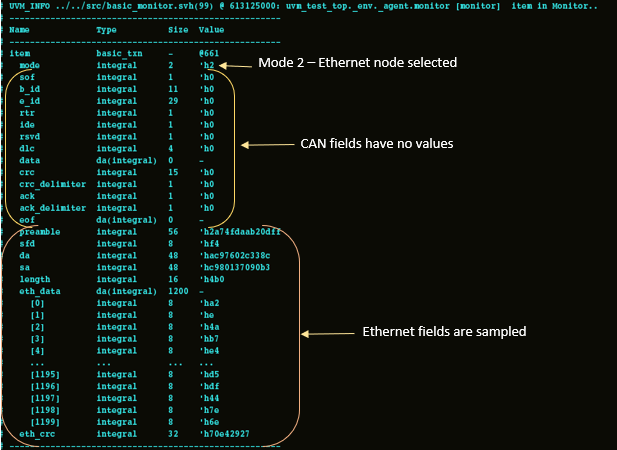 UVM_INFO ../../src/basic_monitor.svh(99) @ 613125000: uvm_test_top._env._agent.monitor [monitor] item in Monitor..
----------------------------------------------------------
Name Type Size Value
----------------------------------------------------------
item basic_txn - @661
mode integral 2 'h2 Mode 2 – Ethernet node selected
sof integral 1 'h0
b_id integral 11 'h0
e_id integral 29 'h0
rtr integral 1 'h0
ide integral 1 'h0
rsvd integral 1 'h0 CAN fields have no values
dlc integral 4 'h0
data da(integral) 0 -
crc integral 15 'h0
crc_delimiter integral 1 'h0
ack integral 1 'h0
ack_delimiter integral 1 'h0
eof da(integral) 0 -
preamble integral 56 'h2a74fdaab20dff
sfd integral 8 'hf4
da integral 48 'hac97602c338c
sa integral 48 'hc980137090b3
length integral 16 'h4b0
eth_data da(integral) 1200 -
[0] integral 8 'ha2
[1] integral 8 'he
[2] integral 8 'h4a Ethernet fields are sampled
[3] integral 8 'hb7
[4] integral 8 'he4
... ... ... ...
[1195] integral 8 'hd5
[1196] integral 8 'hdf
[1197] integral 8 'h44
[1198] integral 8 'h7e
[1199] integral 8 'h6e
eth_crc integral 32 'h70e42927
----------------------------------------------------------